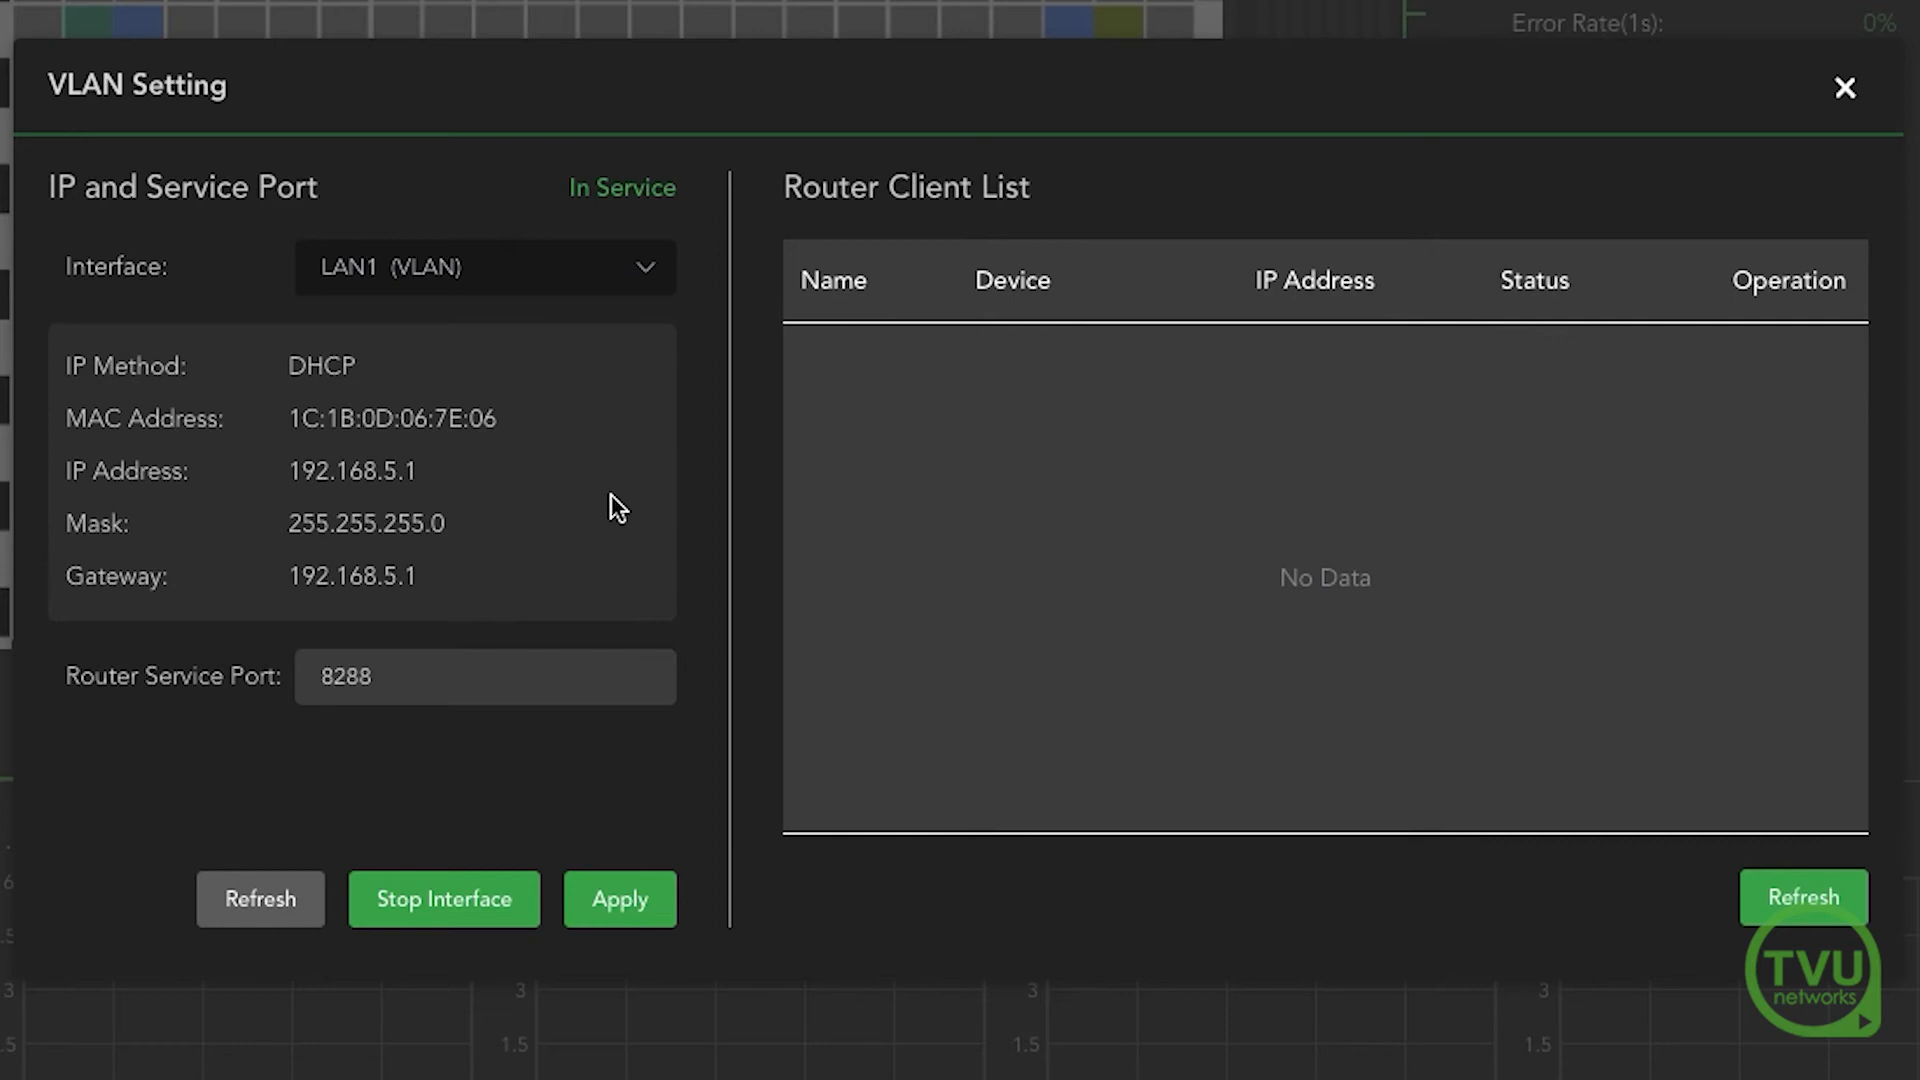 Error Rate(1s): 0%
VLAN Setting
IP and Service Port In Service
Interface: LAN1 (VLAN)
IP Method: DHCP
MAC Address: 1C:1B:0D:06:7E:06
IP Address: 192.168.5.1
Mask: 255.255.255.0
Gateway: 192.168.5.1
Router Service Port: 8288
Refresh Stop Interface Apply
Router Client List
Name Device IP Address Status Operation
No Data
Refresh
TVU
networks
3 3 3 3
1.5 1.5 1.5